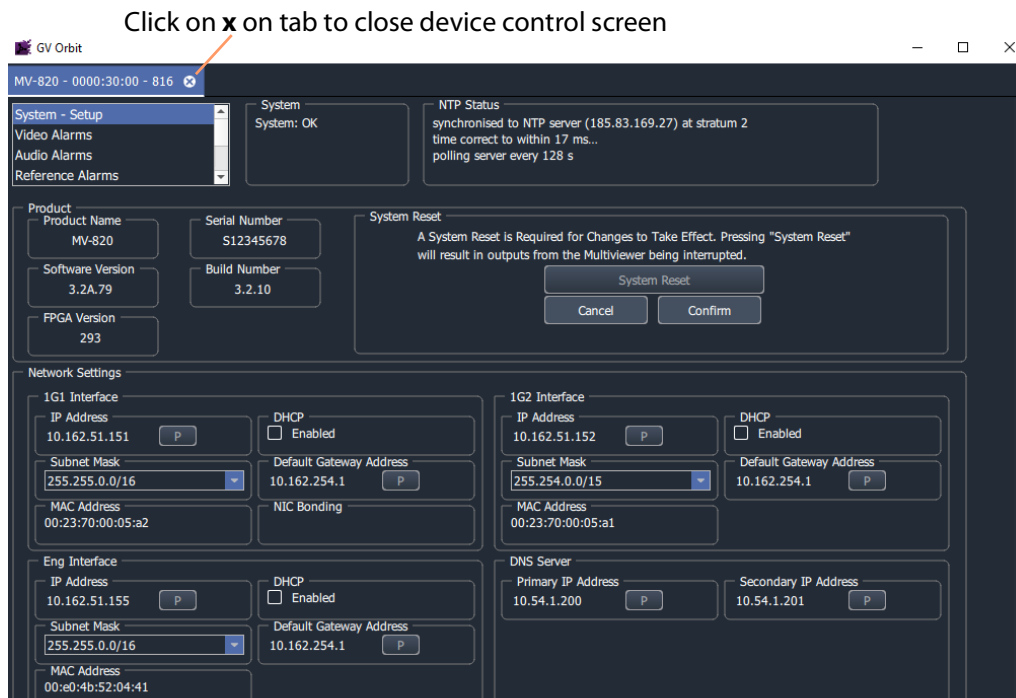 Click on x on tab to close device control screen
GV Orbit
MV-820 - 0000:30:00 - 816
System - Setup
Video Alarms
Audio Alarms
Reference Alarms
System
System: OK
NTP Status
synchronised to NTP server (185.83.169.27) at stratum 2
time correct to within 17 ms...
polling server every 128 s
Product
Product Name
MV-820
Serial Number
S12345678
Software Version
3.2A.79
Build Number
3.2.10
FPGA Version
293
System Reset
A System Reset is Required for Changes to Take Effect. Pressing "System Reset"
will result in outputs from the Multiviewer being interrupted.
System Reset
Cancel
Confirm
Network Settings
1G1 Interface
IP Address
10.162.51.151
P
DHCP
Enabled
Subnet Mask
255.255.0.0/16
Default Gateway Address
10.162.254.1
P
MAC Address
00:23:70:00:05:a2
NIC Bonding
1G2 Interface
IP Address
10.162.51.152
P
DHCP
Enabled
Subnet Mask
255.254.0.0/15
Default Gateway Address
10.162.254.1
P
MAC Address
00:23:70:00:05:a1
Eng Interface
IP Address
10.162.51.155
P
DHCP
Enabled
Subnet Mask
255.255.0.0/16
Default Gateway Address
10.162.254.1
P
MAC Address
00:e0:4b:52:04:41
DNS Server
Primary IP Address
10.54.1.200
P
Secondary IP Address
10.54.1.201
P